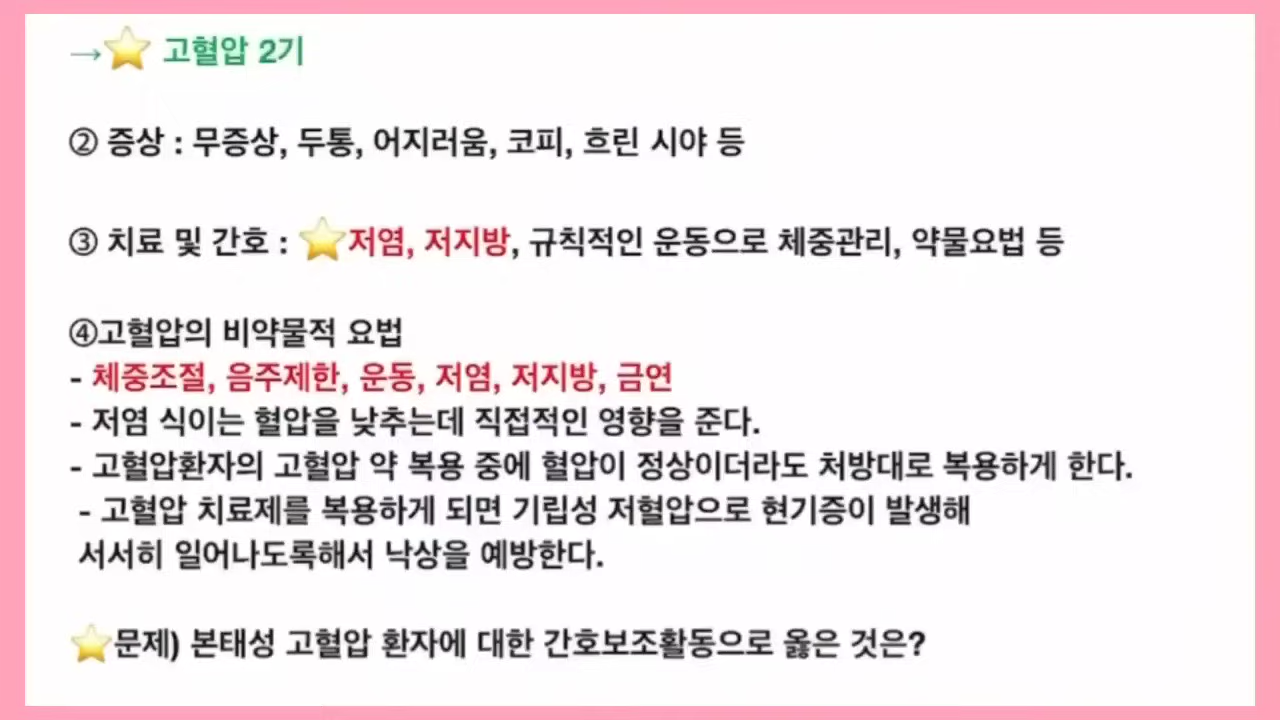 →⭐ 고혈압 2기
② 증상 : 무증상, 두통, 어지러움, 코피, 흐린 시야 등
③ 치료 및 간호 : ⭐저염, 저지방, 규칙적인 운동으로 체중관리, 약물요법 등
④고혈압의 비약물적 요법
- 체중조절, 음주제한, 운동, 저염, 저지방, 금연
- 저염 식이는 혈압을 낮추는데 직접적인 영향을 준다.
- 고혈압환자의 고혈압 약 복용 중에 혈압이 정상이더라도 처방대로 복용하게 한다.
- 고혈압 치료제를 복용하게 되면 기립성 저혈압으로 현기증이 발생해
서서히 일어나도록해서 낙상을 예방한다.
⭐문제) 본태성 고혈압 환자에 대한 간호보조활동으로 옳은 것은?